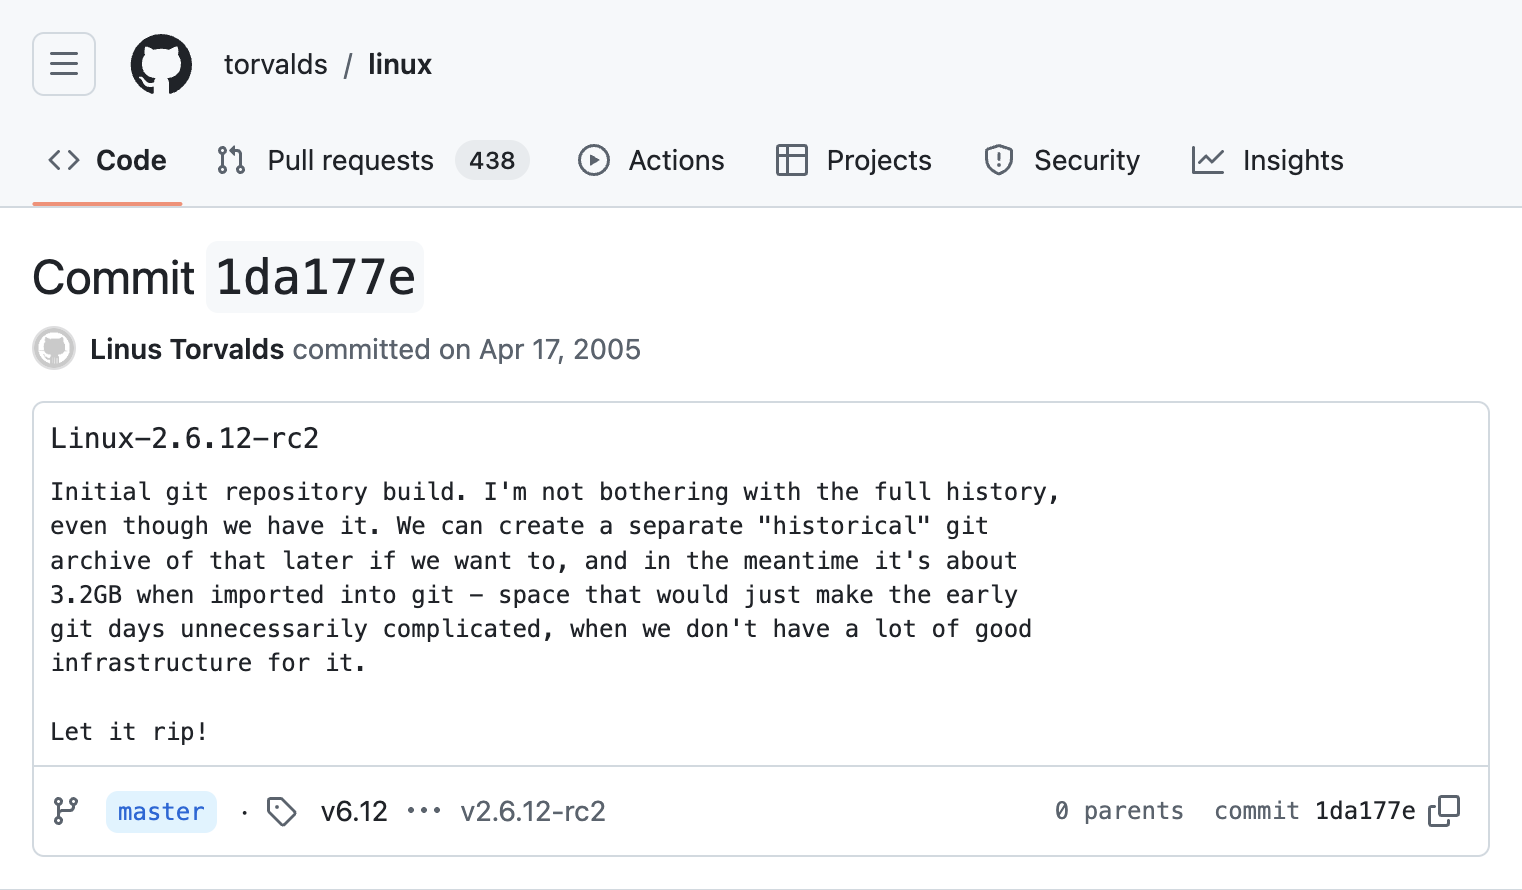 torvalds / linux
Code Pull requests 438 Actions Projects Security Insights
Commit 1da177e
Linus Torvalds committed on Apr 17, 2005
Linux-2.6.12-rc2
Initial git repository build. I'm not bothering with the full history,
even though we have it. We can create a separate "historical" git
archive of that later if we want to, and in the meantime it's about
3.2GB when imported into git - space that would just make the early
git days unnecessarily complicated, when we don't have a lot of good
infrastructure for it.
Let it rip!
master · v6.12 ··· v2.6.12-rc2 0 parents commit 1da177e